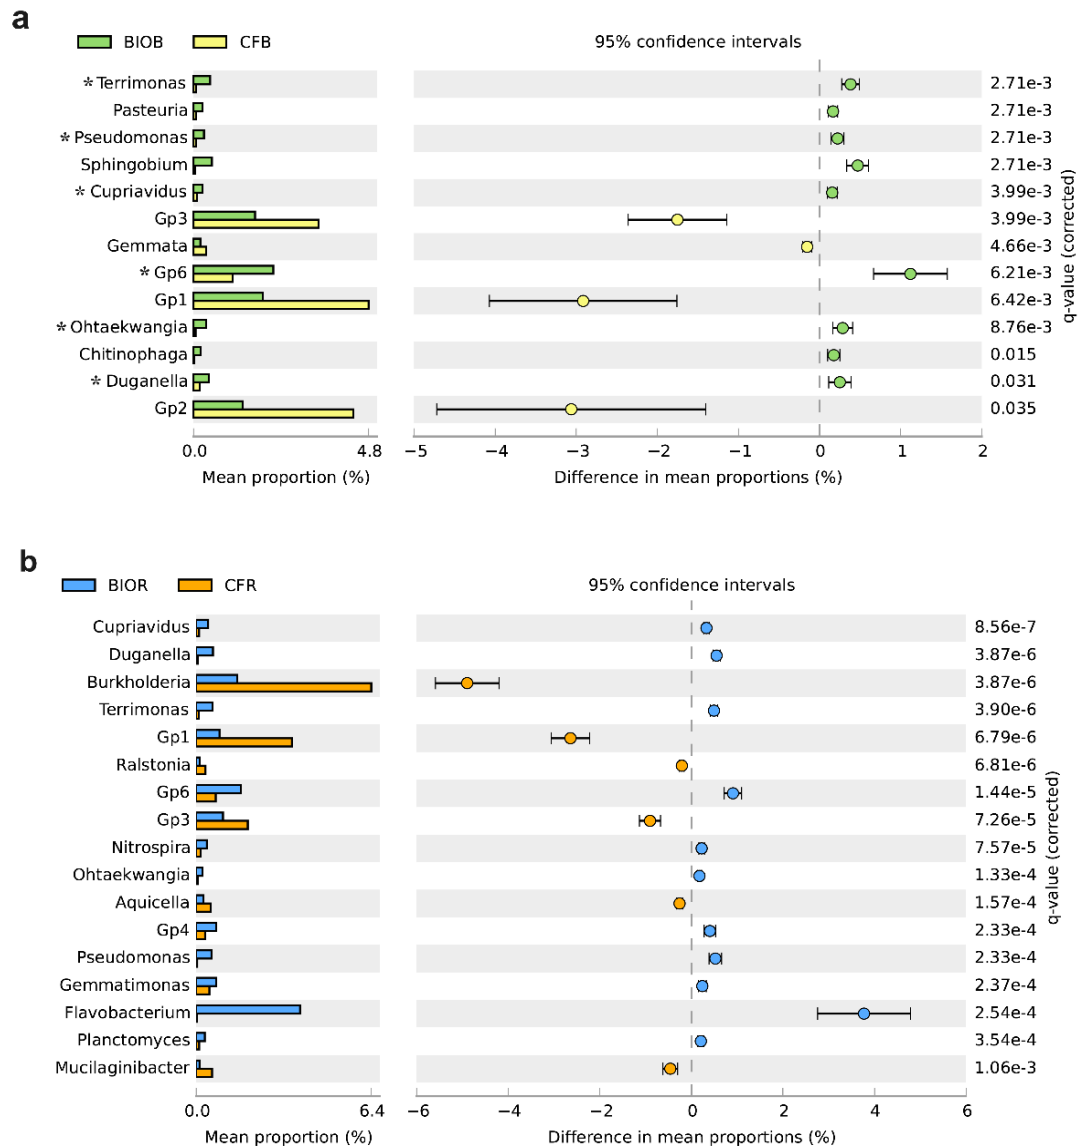 a
BIOB CFB 95% confidence intervals
* Terrimonas 2.71e-3
Pasteuria 2.71e-3
* Pseudomonas 2.71e-3
Sphingobium 2.71e-3
* Cupriavidus 3.99e-3
Gp3 3.99e-3
Gemmata 4.66e-3
* Gp6 6.21e-3
Gp1 6.42e-3
* Ohtaekwangia 8.76e-3
Chitinophaga 0.015
* Duganella 0.031
Gp2 0.035
q-value (corrected)
0.0 4.8 −5 −4 −3 −2 −1 0 1 2
Mean proportion (%) Difference in mean proportions (%)
b
BIOR CFR 95% confidence intervals
Cupriavidus 8.56e-7
Duganella 3.87e-6
Burkholderia 3.87e-6
Terrimonas 3.90e-6
Gp1 6.79e-6
Ralstonia 6.81e-6
Gp6 1.44e-5
Gp3 7.26e-5
Nitrospira 7.57e-5
Ohtaekwangia 1.33e-4
Aquicella 1.57e-4
Gp4 2.33e-4
Pseudomonas 2.33e-4
Gemmatimonas 2.37e-4
Flavobacterium 2.54e-4
Planctomyces 3.54e-4
Mucilaginibacter 1.06e-3
q-value (corrected)
0.0 6.4 −6 −4 −2 0 2 4 6
Mean proportion (%) Difference in mean proportions (%)